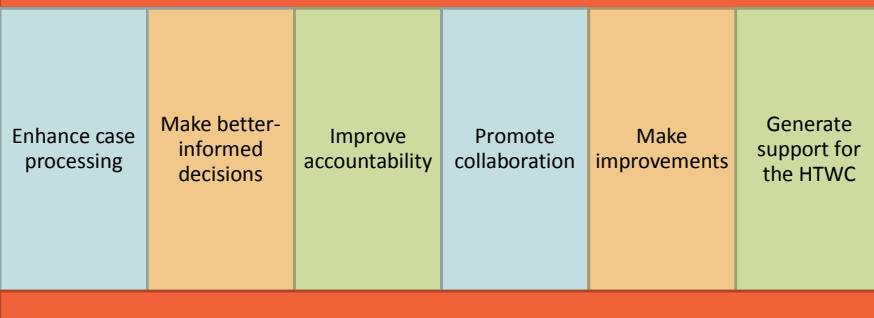 Enhance case
processing
Make better-
informed
decisions
Improve
accountability
Promote
collaboration
Make
improvements
Generate
support for
the HTWC